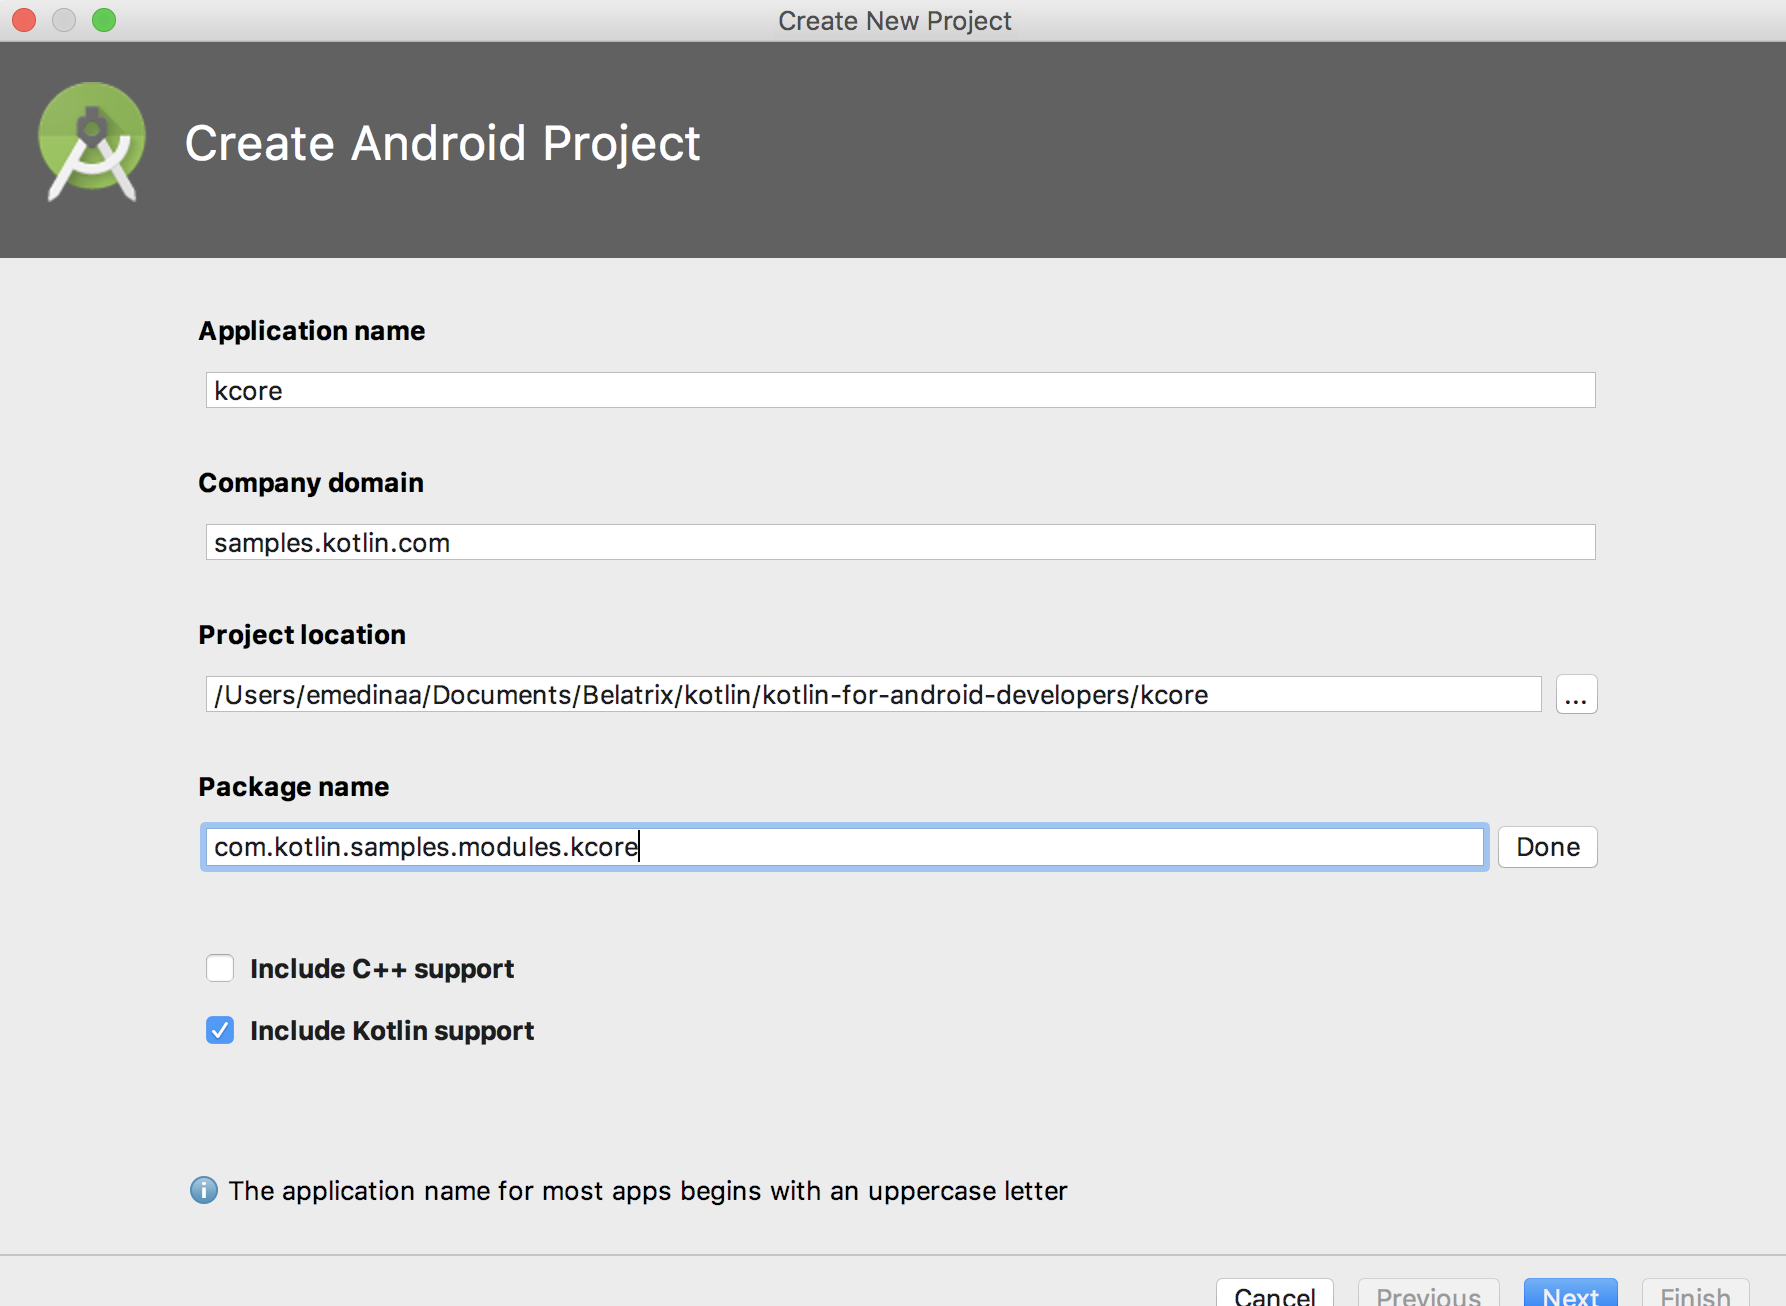 Create New Project
Create Android Project
Application name
kcore
Company domain
samples.kotlin.com
Project location
/Users/emedinaa/Documents/Belatrix/kotlin/kotlin-for-android-developers/kcore
...
Package name
com.kotlin.samples.modules.kcore
Done
Include C++ support
Include Kotlin support
The application name for most apps begins with an uppercase letter
Cancel Previous Next Finish